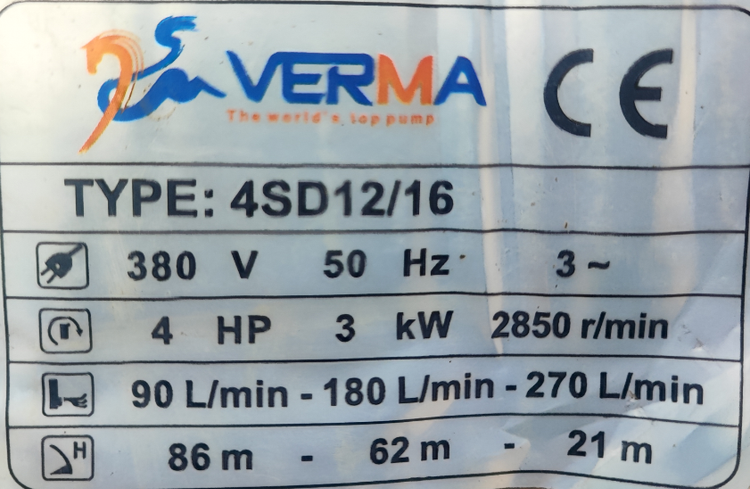 VERMA
The world's top pump
CE
TYPE: 4SD12/16
380 V 50 Hz 3 ~
4 HP 3 kW 2850 r/min
90 L/min - 180 L/min - 270 L/min
H 86 m - 62 m - 21 m